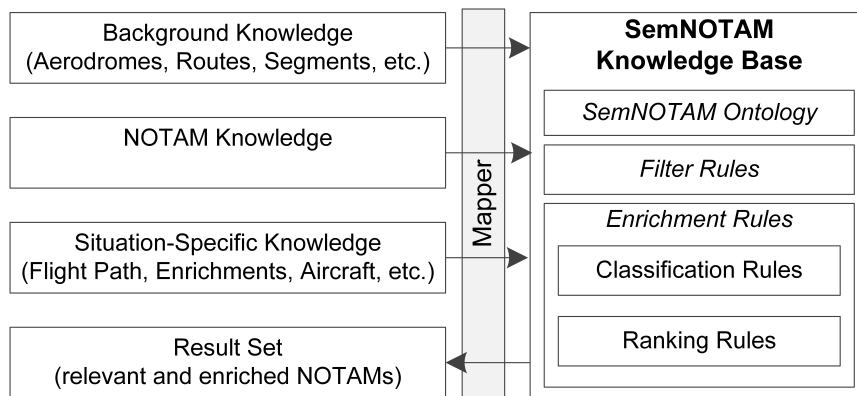 Background Knowledge
(Aerodromes, Routes, Segments, etc.)
NOTAM Knowledge
Situation-Specific Knowledge
(Flight Path, Enrichments, Aircraft, etc.)
Result Set
(relevant and enriched NOTAMs)
Mapper
SemNOTAM
Knowledge Base
SemNOTAM Ontology
Filter Rules
Enrichment Rules
Classification Rules
Ranking Rules